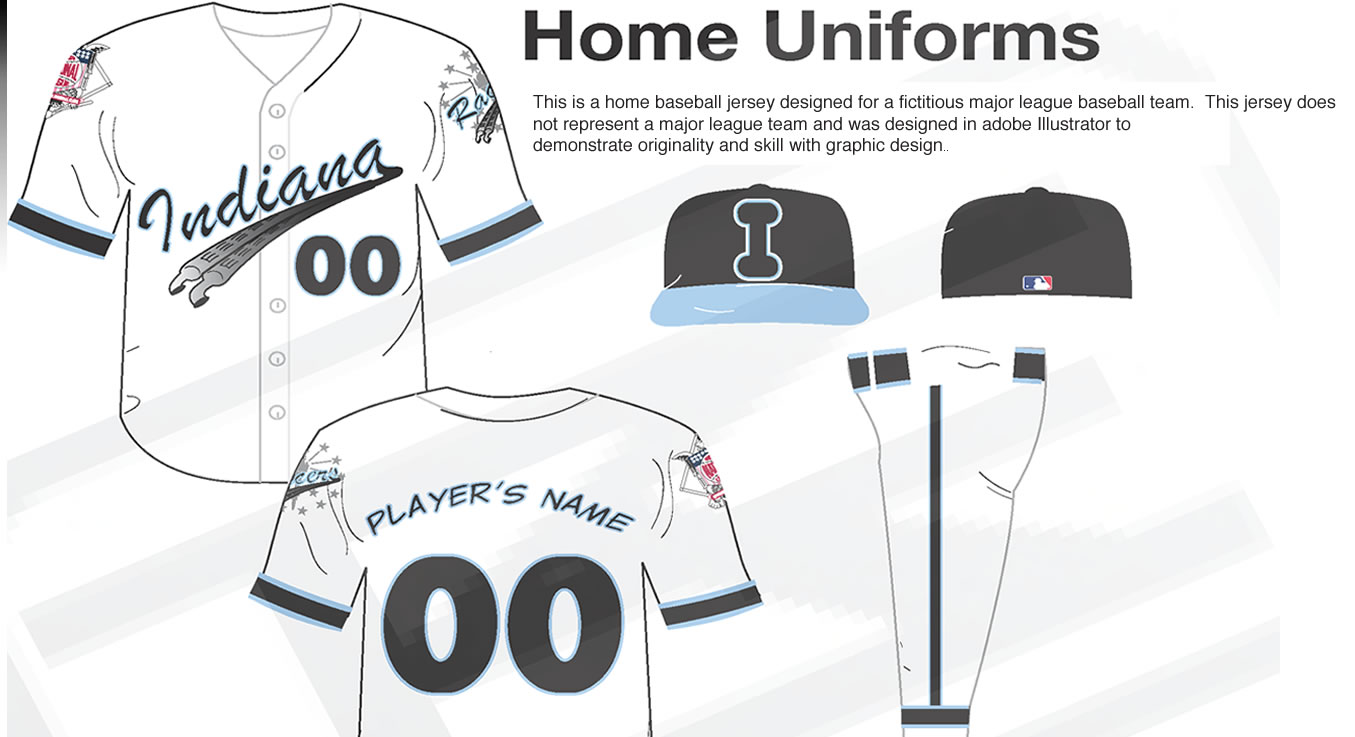 Home Uniforms
This is a home baseball jersey designed for a fictitious major league baseball team.  This jersey does
not represent a major league team and was designed in adobe Illustrator to
demonstrate originality and skill with graphic design..
Indiana
00
I
PLAYER'S NAME
00